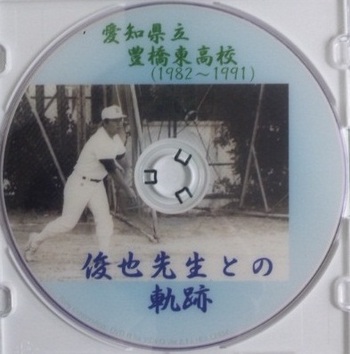 愛知県立
豊橋東高校
(1982～1991)
俊也先生との
軌跡